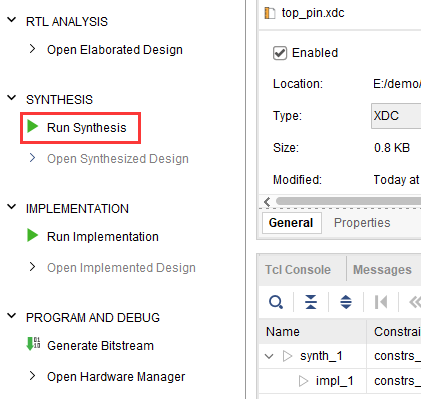 RTL ANALYSIS
Open Elaborated Design
SYNTHESIS
Run Synthesis
Open Synthesized Design
IMPLEMENTATION
Run Implementation
Open Implemented Design
PROGRAM AND DEBUG
Generate Bitstream
Open Hardware Manager
top_pin.xdc
Enabled
Location: E:/demo/
Type: XDC
Size: 0.8 KB
Modified: Today at
General Properties
Tcl Console Messages
Name Constrai
synth_1 constrs_
impl_1 constrs_